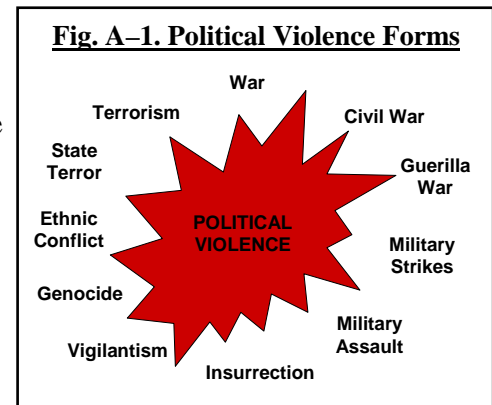 Fig. A–1. Political Violence Forms
War
Terrorism
Civil War
State
Terror
Guerilla
War
Ethnic
Conflict
POLITICAL
VIOLENCE
Military
Strikes
Genocide
Military
Assault
Vigilantism
Insurrection
e